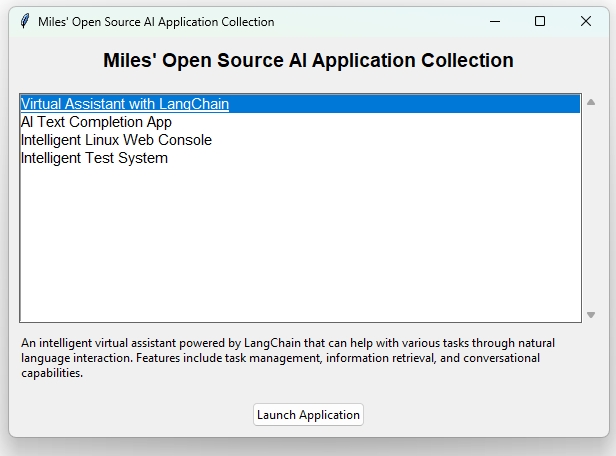 Miles' Open Source AI Application Collection
Miles' Open Source AI Application Collection
Virtual Assistant with LangChain
AI Text Completion App
Intelligent Linux Web Console
Intelligent Test System
An intelligent virtual assistant powered by LangChain that can help with various tasks through natural
language interaction. Features include task management, information retrieval, and conversational
capabilities.
Launch Application